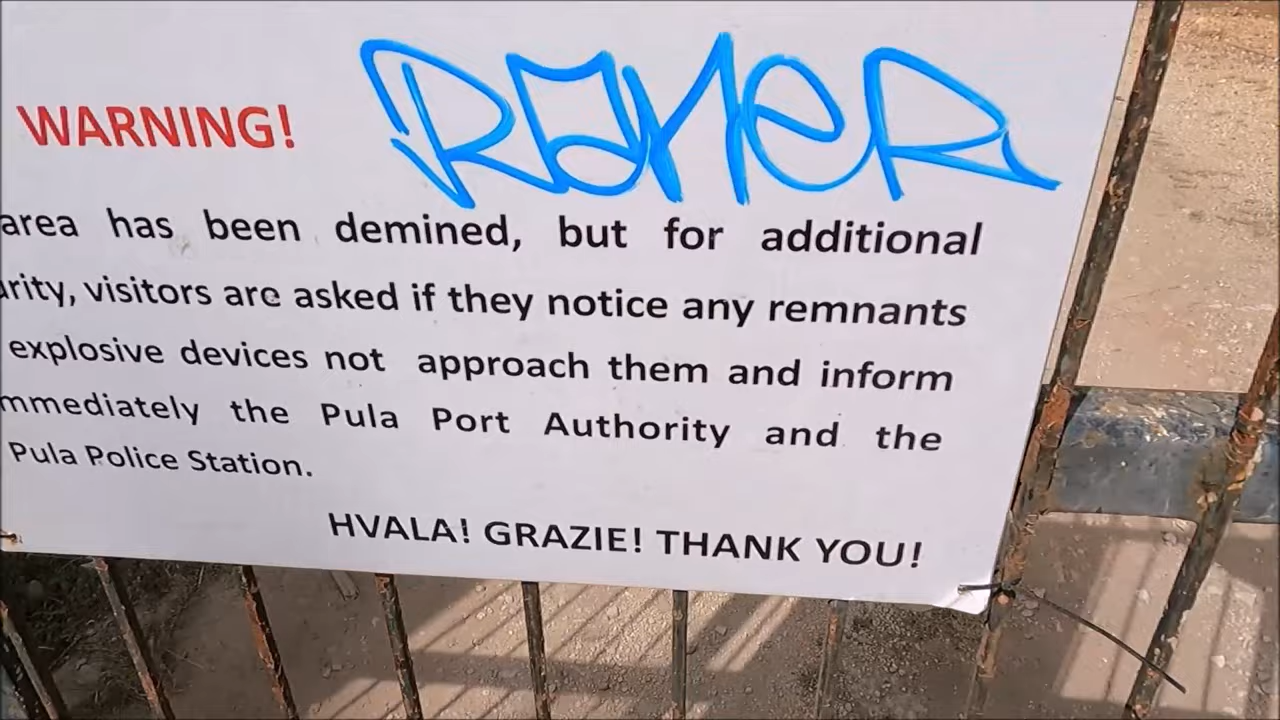 WARNING!
area has been demined, but for additional
rity, visitors are asked if they notice any remnants
explosive devices not approach them and inform
mmediately the Pula Port Authority and the
Pula Police Station.
HVALA! GRAZIE! THANK YOU!